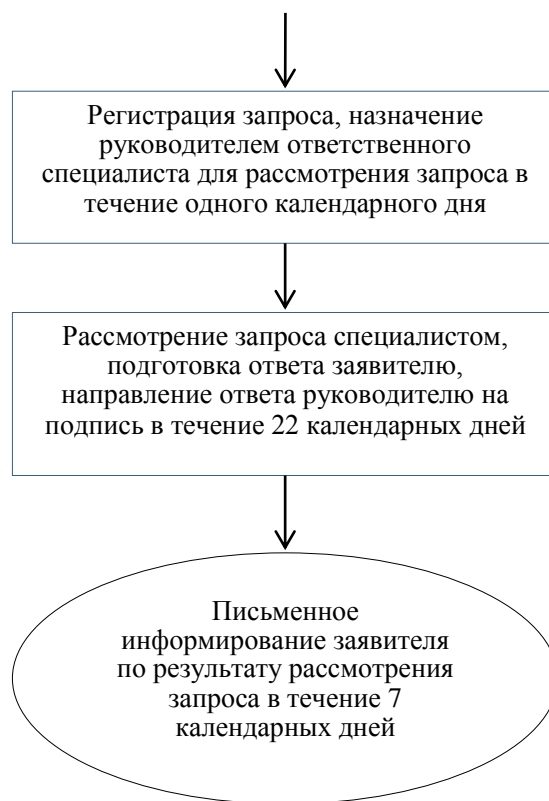 Регистрация запроса, назначение
руководителем ответственного
специалиста для рассмотрения запроса в
течение одного календарного дня
Рассмотрение запроса специалистом,
подготовка ответа заявителю,
направление ответа руководителю на
подпись в течение 22 календарных дней
Письменное
информирование заявителя
по результату рассмотрения
запроса в течение 7
календарных дней